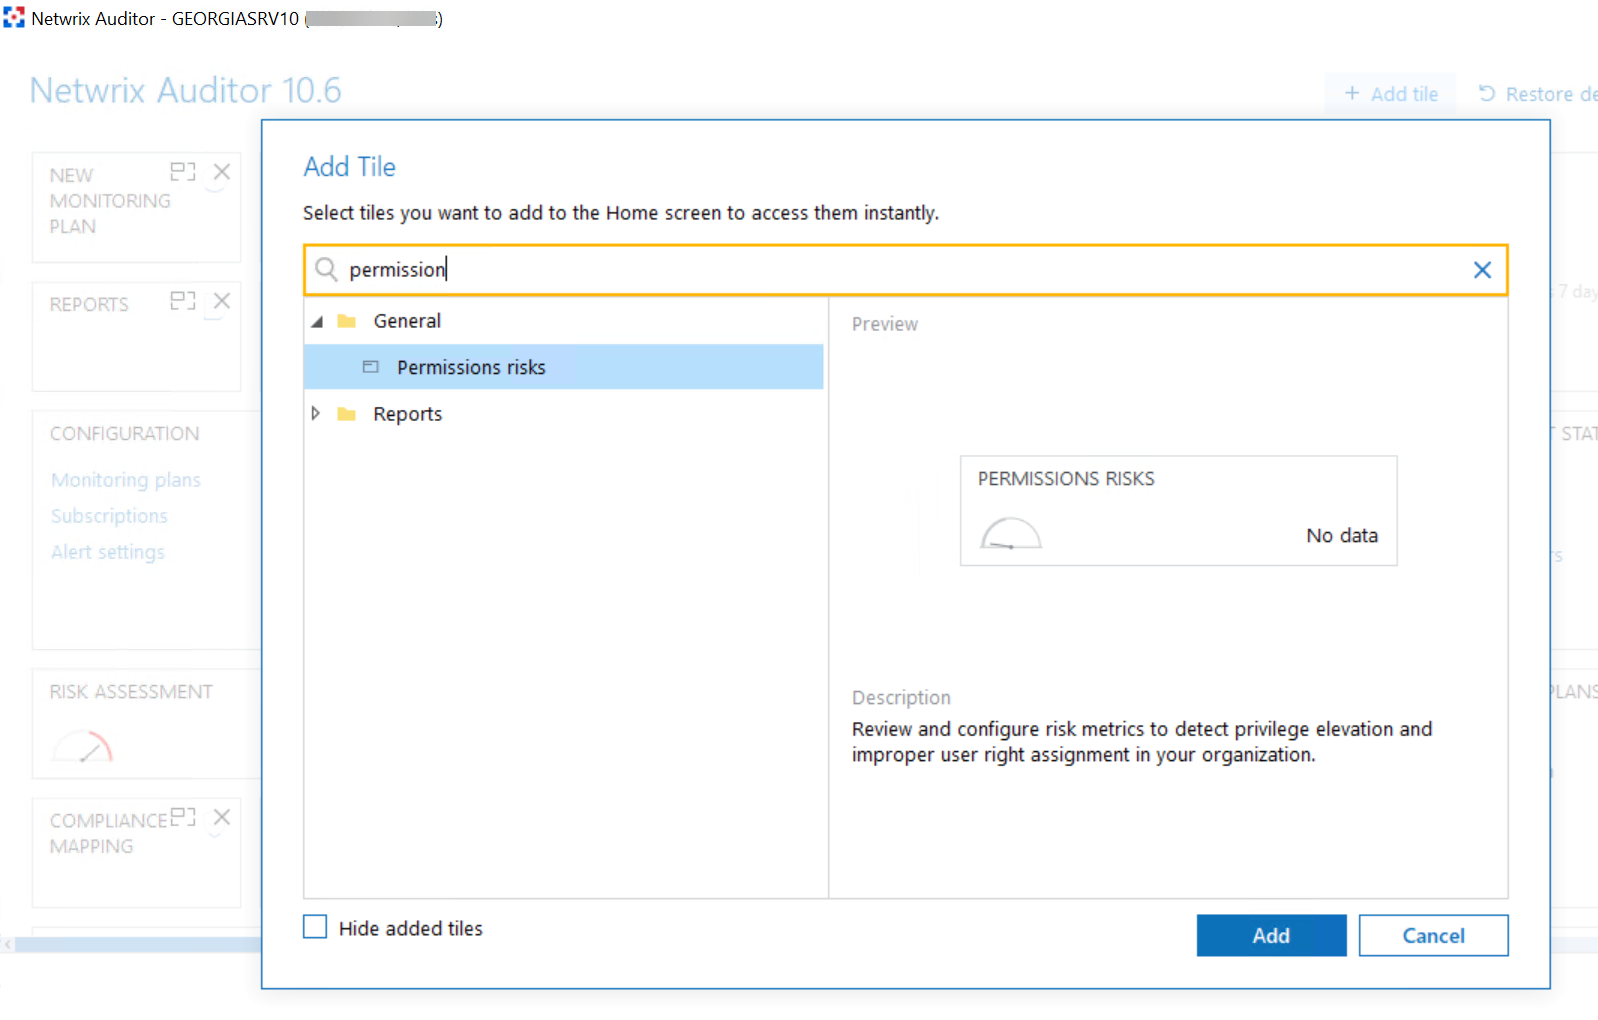 Netwrix Auditor - GEORGIASRV10 (
Netwrix Auditor 10.6
+ Add tile
Restore de
NEW
MONITORING
PLAN
REPORTS
CONFIGURATION
Monitoring plans
Subscriptions
Alert settings
RISK ASSESSMENT
COMPLIANCE
MAPPING
Add Tile
Select tiles you want to add to the Home screen to access them instantly.
permission
General
Permissions risks
Reports
Preview
PERMISSIONS RISKS
No data
Description
Review and configure risk metrics to detect privilege elevation and
improper user right assignment in your organization.
Hide added tiles
Add
Cancel
7 day
STAT
PLANS